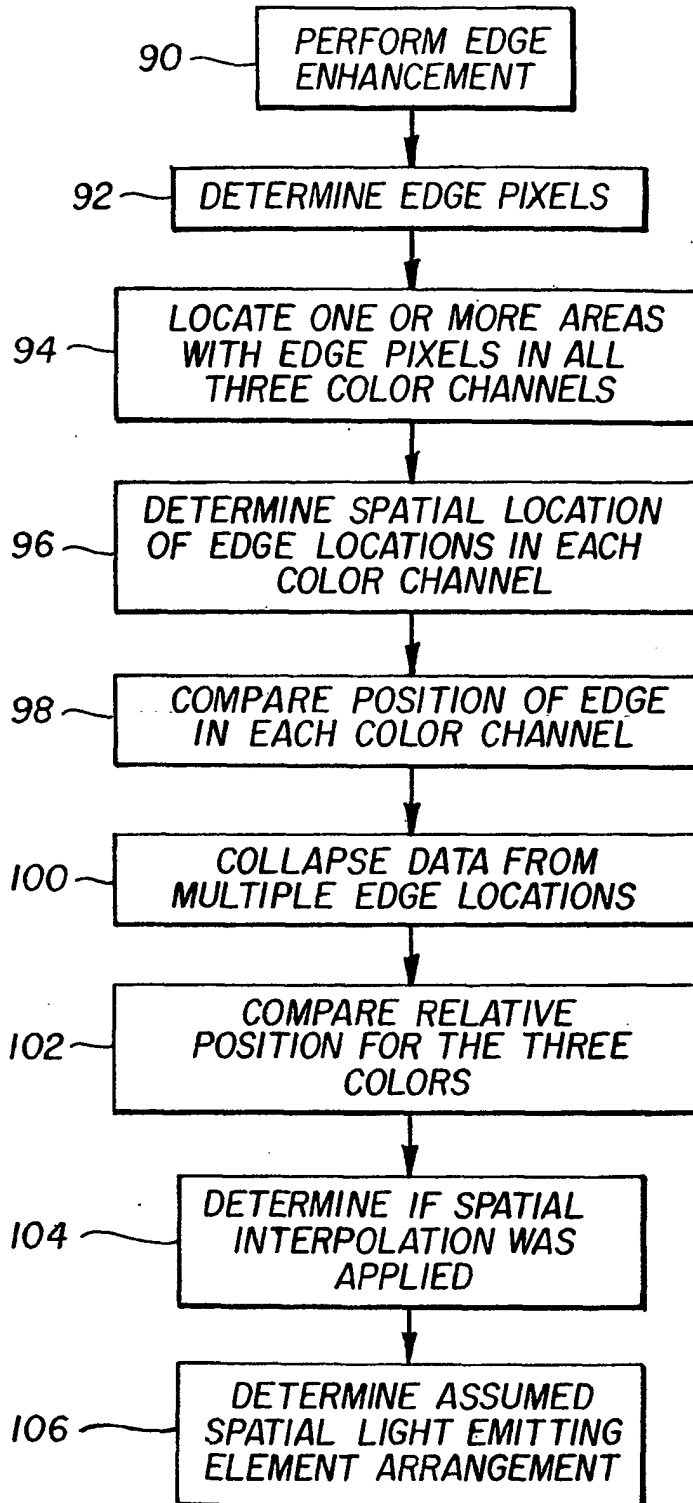 90
PERFORM EDGE
ENHANCEMENT
92
DETERMINE EDGE PIXELS
94
LOCATE ONE OR MORE AREAS
WITH EDGE PIXELS IN ALL
THREE COLOR CHANNELS
96
DETERMINE SPATIAL LOCATION
OF EDGE LOCATIONS IN EACH
COLOR CHANNEL
98
COMPARE POSITION OF EDGE
IN EACH COLOR CHANNEL
100
COLLAPSE DATA FROM
MULTIPLE EDGE LOCATIONS
102
COMPARE RELATIVE
POSITION FOR THE THREE
COLORS
104
DETERMINE IF SPATIAL
INTERPOLATION WAS
APPLIED
106
DETERMINE ASSUMED
SPATIAL LIGHT EMITTING
ELEMENT ARRANGEMENT